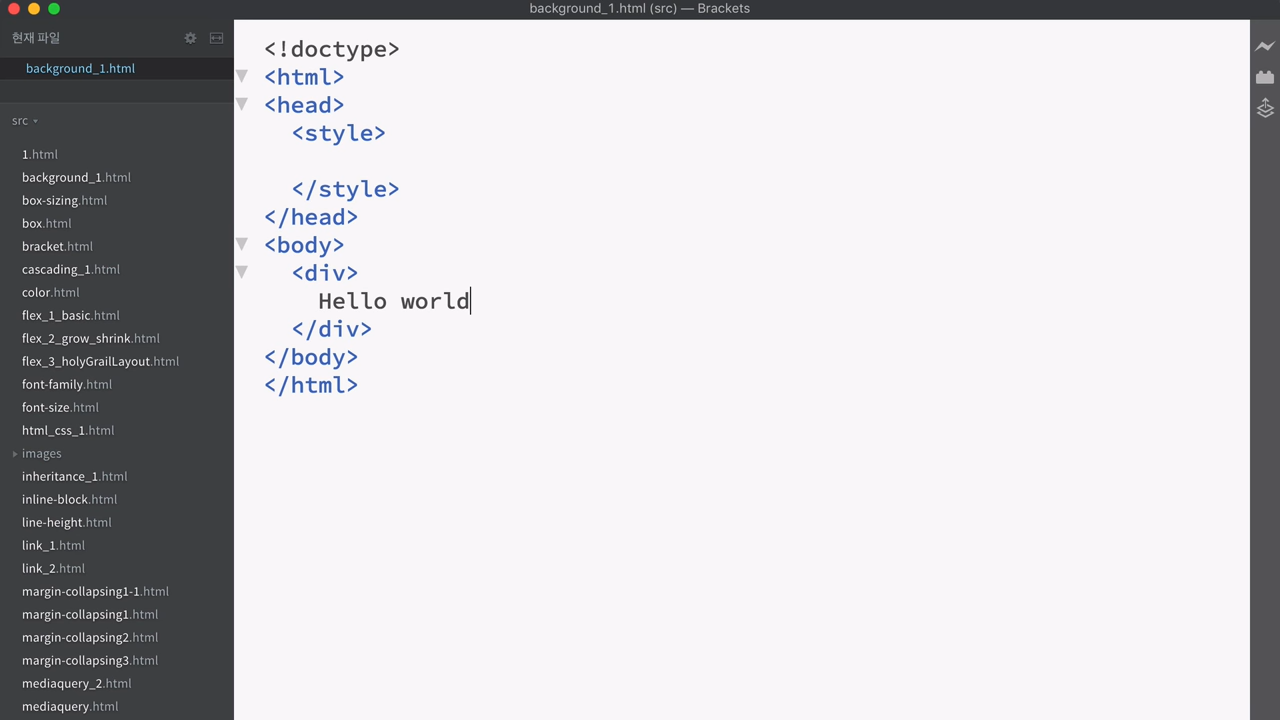 background_1.html (src) — Brackets
현재 파일
background_1.html
src
1.html
background_1.html
box-sizing.html
box.html
bracket.html
cascading_1.html
color.html
flex_1_basic.html
flex_2_grow_shrink.html
flex_3_holyGrailLayout.html
font-family.html
font-size.html
html_css_1.html
images
inheritance_1.html
inline-block.html
line-height.html
link_1.html
link_2.html
margin-collapsing1-1.html
margin-collapsing1.html
margin-collapsing2.html
margin-collapsing3.html
mediaquery_2.html
mediaquery.html
<!doctype>
<html>
<head>
  <style>
  </style>
</head>
<body>
  <div>
    Hello world
  </div>
</body>
</html>